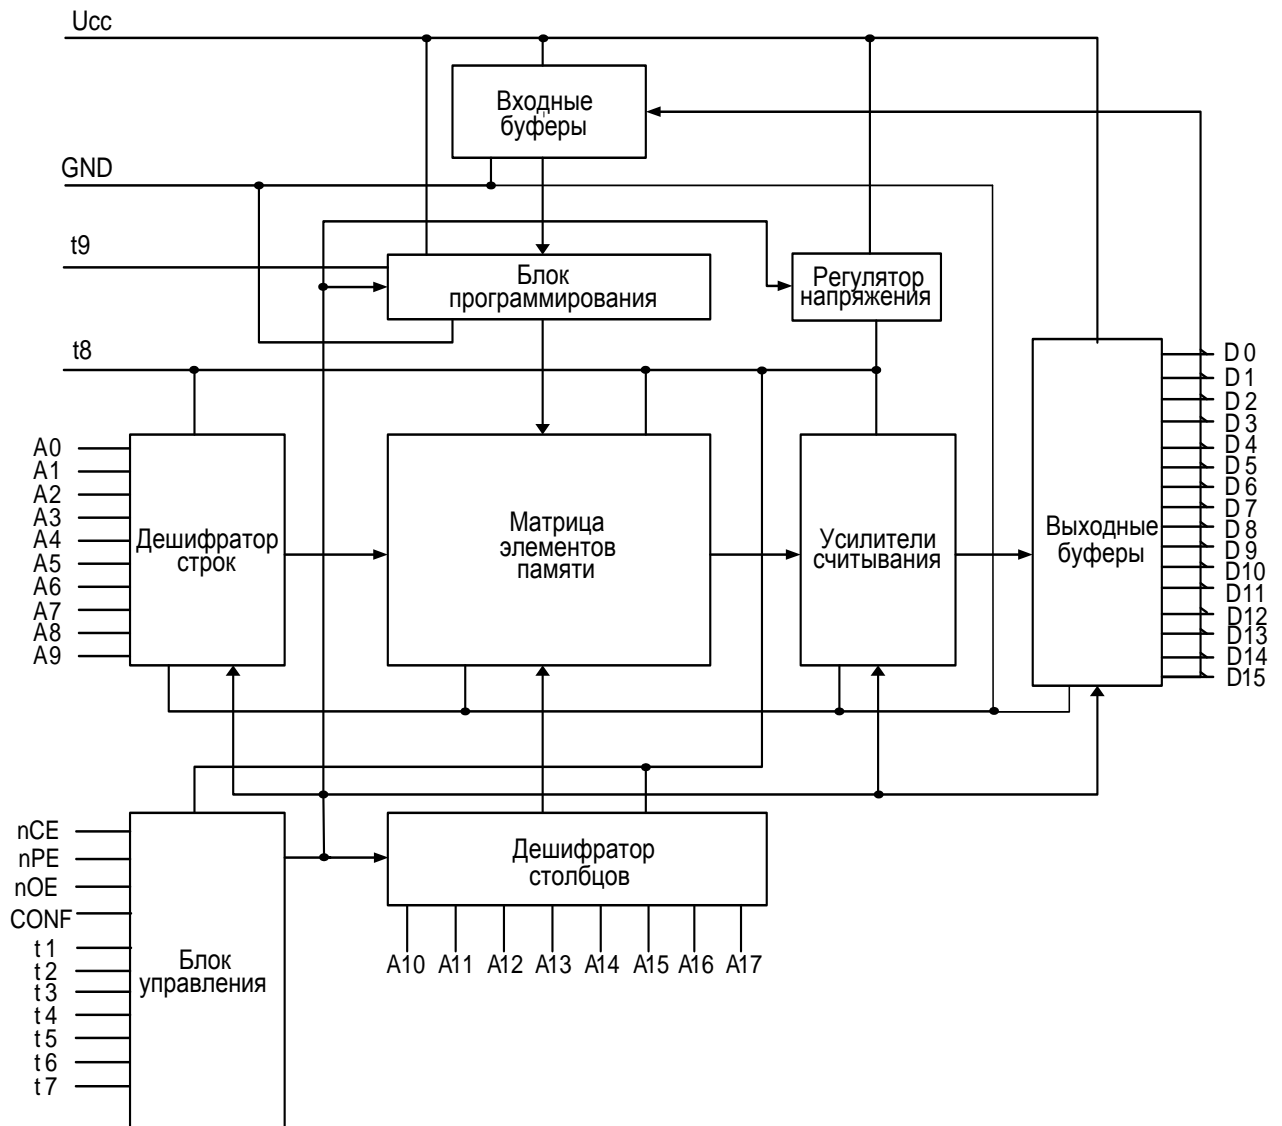 Ucc
Входные
буферы
GND
t9
Блок
программирования
Регулятор
напряжения
t8
D0
D1
D2
D3
D4
D5
D6
D7
D8
D9
D10
D11
D12
D13
D14
D15
A0
A1
A2
A3
A4
A5
A6
A7
A8
A9
Дешифратор
строк
Матрица
элементов
памяти
Усилители
считывания
Выходные
буферы
nCE
nPE
nOE
CONF
t1
t2
t3
t4
t5
t6
t7
Блок
управления
Дешифратор
столбцов
A10 A11 A12 A13 A14 A15 A16 A17